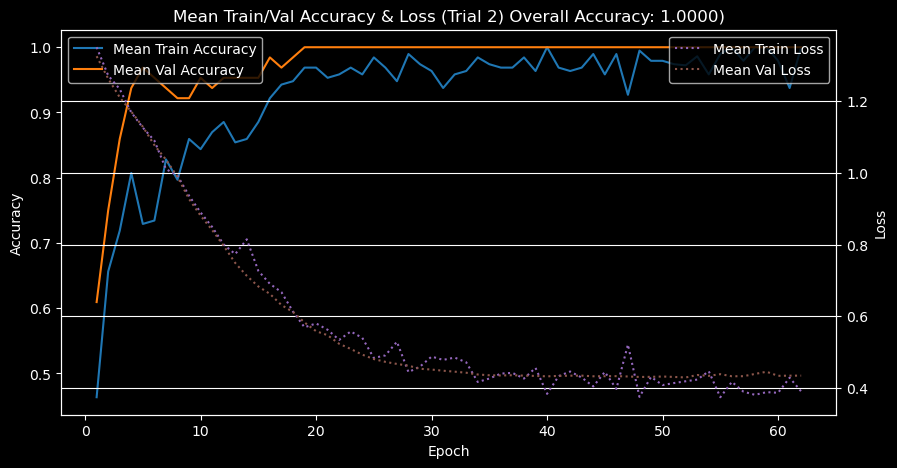 Mean Train/Val Accuracy & Loss (Trial 2) Overall Accuracy: 1.0000)
Mean Train Accuracy
Mean Val Accuracy
Mean Train Loss
Mean Val Loss
1.0
0.9
0.8
0.7
0.6
0.5
Accuracy
1.2
1.0
0.8
0.6
0.4
Loss
0 10 20 30 40 50 60
Epoch